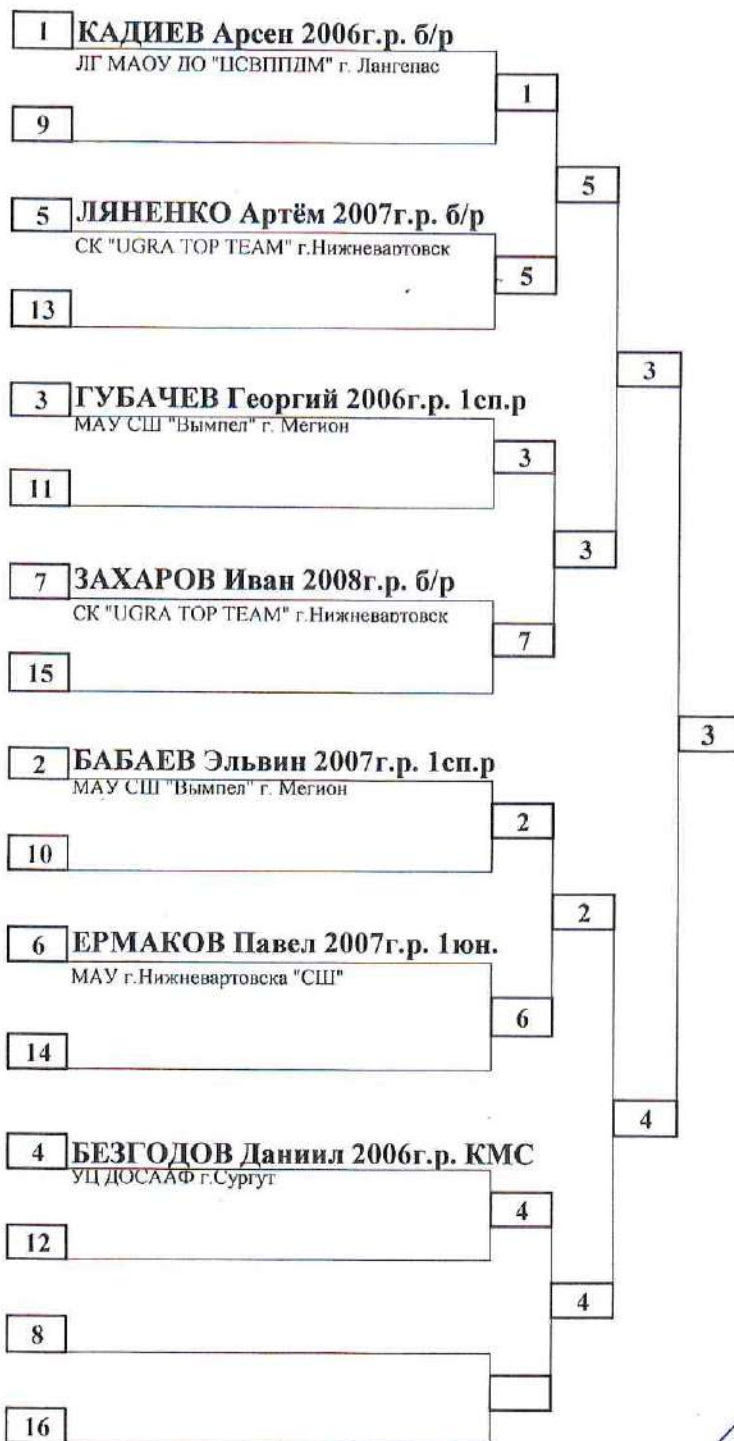 1 КАДИЕВ Арсен 2006г.р. б/р
ЛГ МАОУ ДО "ЦСВППДМ" г. Лангепас
1
9
5
5 ЛЯНЕНКО Артём 2007г.р. б/р
СК "UGRA TOP TEAM" г.Нижневартовск
5
13
3
3 ГУБАЧЕВ Георгий 2006г.р. 1сп.р
МАУ СШ "Вымпел" г. Мегион
3
11
3
7 ЗАХАРОВ Иван 2008г.р. б/р
СК "UGRA TOP TEAM" г.Нижневартовск
7
15
3
2 БАБАЕВ Эльвин 2007г.р. 1сп.р
МАУ СШ "Вымпел" г. Мегион
2
10
2
6 ЕРМАКОВ Павел 2007г.р. 1юн.
МАУ г.Нижневартовска "СШ"
6
14
4
4 БЕЗГОДОВ Даниил 2006г.р. КМС
УЦ ДОСААФ г.Сургут
4
12
4
8
16